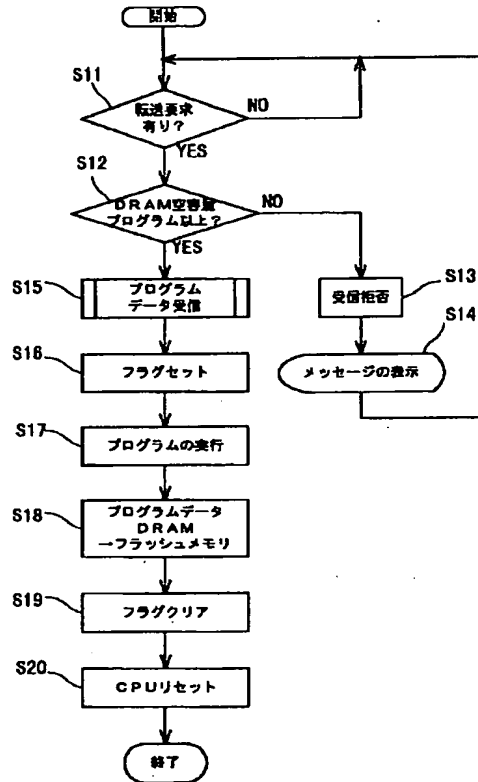 開始
S11
転送要求
有り？
NO
YES
S12
DRAM空容量
プログラム以上？
NO
YES
S15
プログラム
データ受信
S13
受信拒否
S14
メッセージの表示
S16
フラグセット
S17
プログラムの実行
S18
プログラムデータ
DRAM
→フラッシュメモリ
S19
フラグクリア
S20
CPUリセット
終了